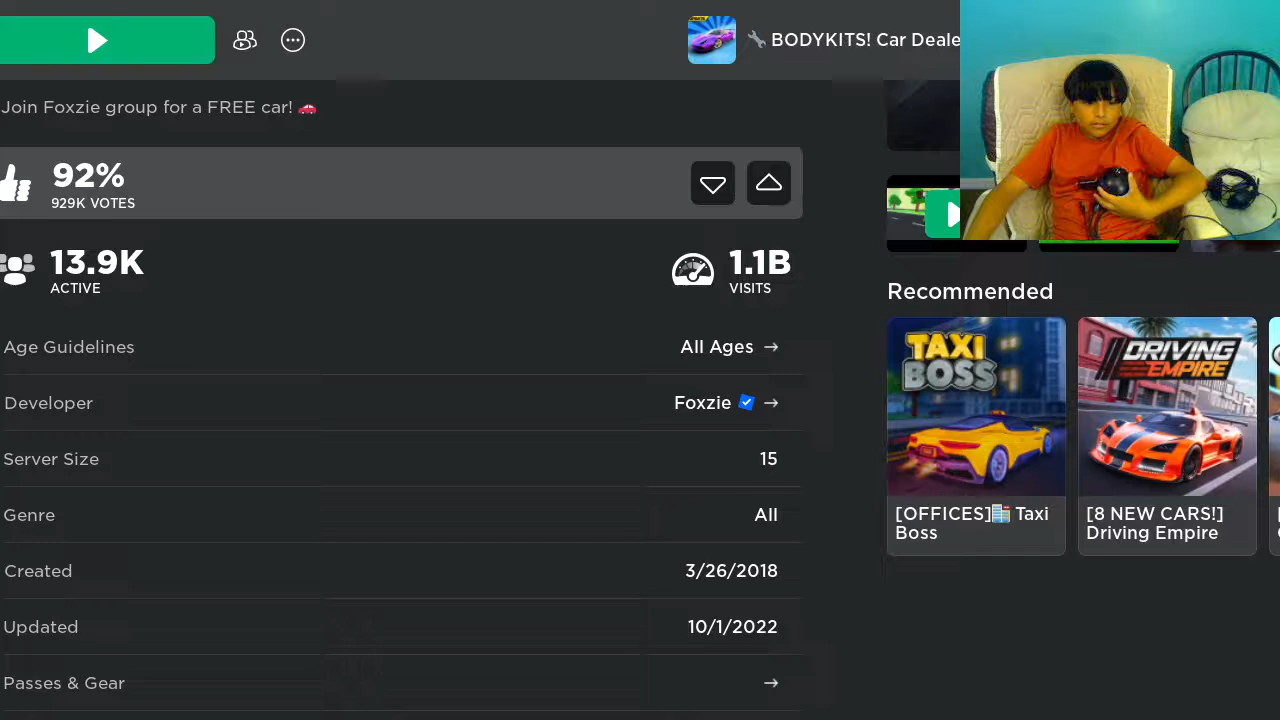 BODYKITS! Car Deale
Join Foxzie group for a FREE car!
92%
929K VOTES
13.9K
ACTIVE
1.1B
VISITS
Age Guidelines
All Ages
Developer
Foxzie
Server Size
15
Genre
All
Created
3/26/2018
Updated
10/1/2022
Passes & Gear
Recommended
TAXI
BOSS
DRIVING
EMPIRE
[OFFICES] Taxi
Boss
[8 NEW CARS!]
Driving Empire